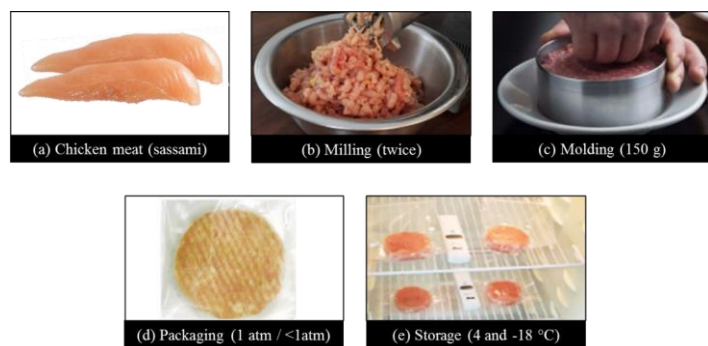 (a) Chicken meat (sassami)
(b) Milling (twice)
(c) Molding (150 g)
(d) Packaging (1 atm / <1atm)
(e) Storage (4 and -18 °C)